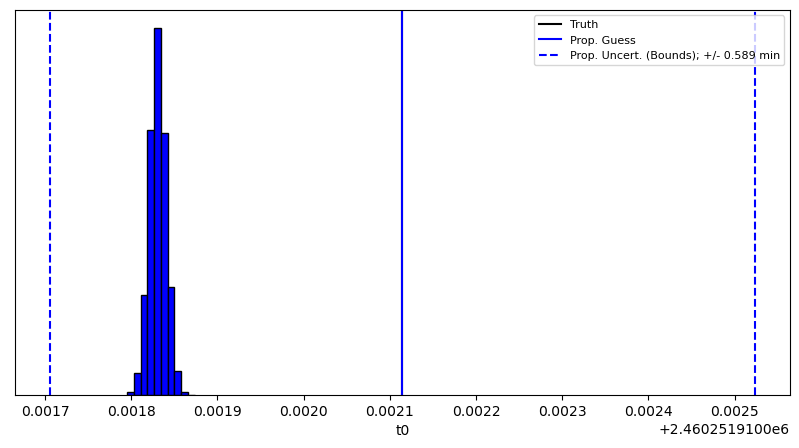 Truth
Prop. Guess
Prop. Uncert. (Bounds); +/- 0.589 min
0.0017 0.0018 0.0019 0.0020 0.0021 0.0022 0.0023 0.0024 0.0025
t0
+2.4602519100e6